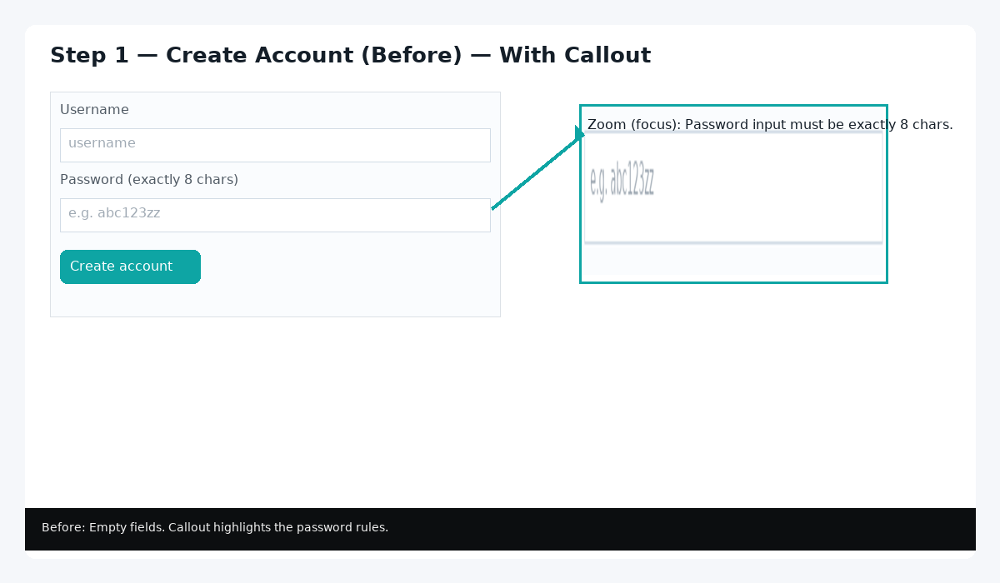 Step 1 — Create Account (Before) — With Callout
Username
username
Password (exactly 8 chars)
e.g. abc123zz
Create account
Zoom (focus): Password input must be exactly 8 chars.
e.g. abc123zz
Before: Empty fields. Callout highlights the password rules.